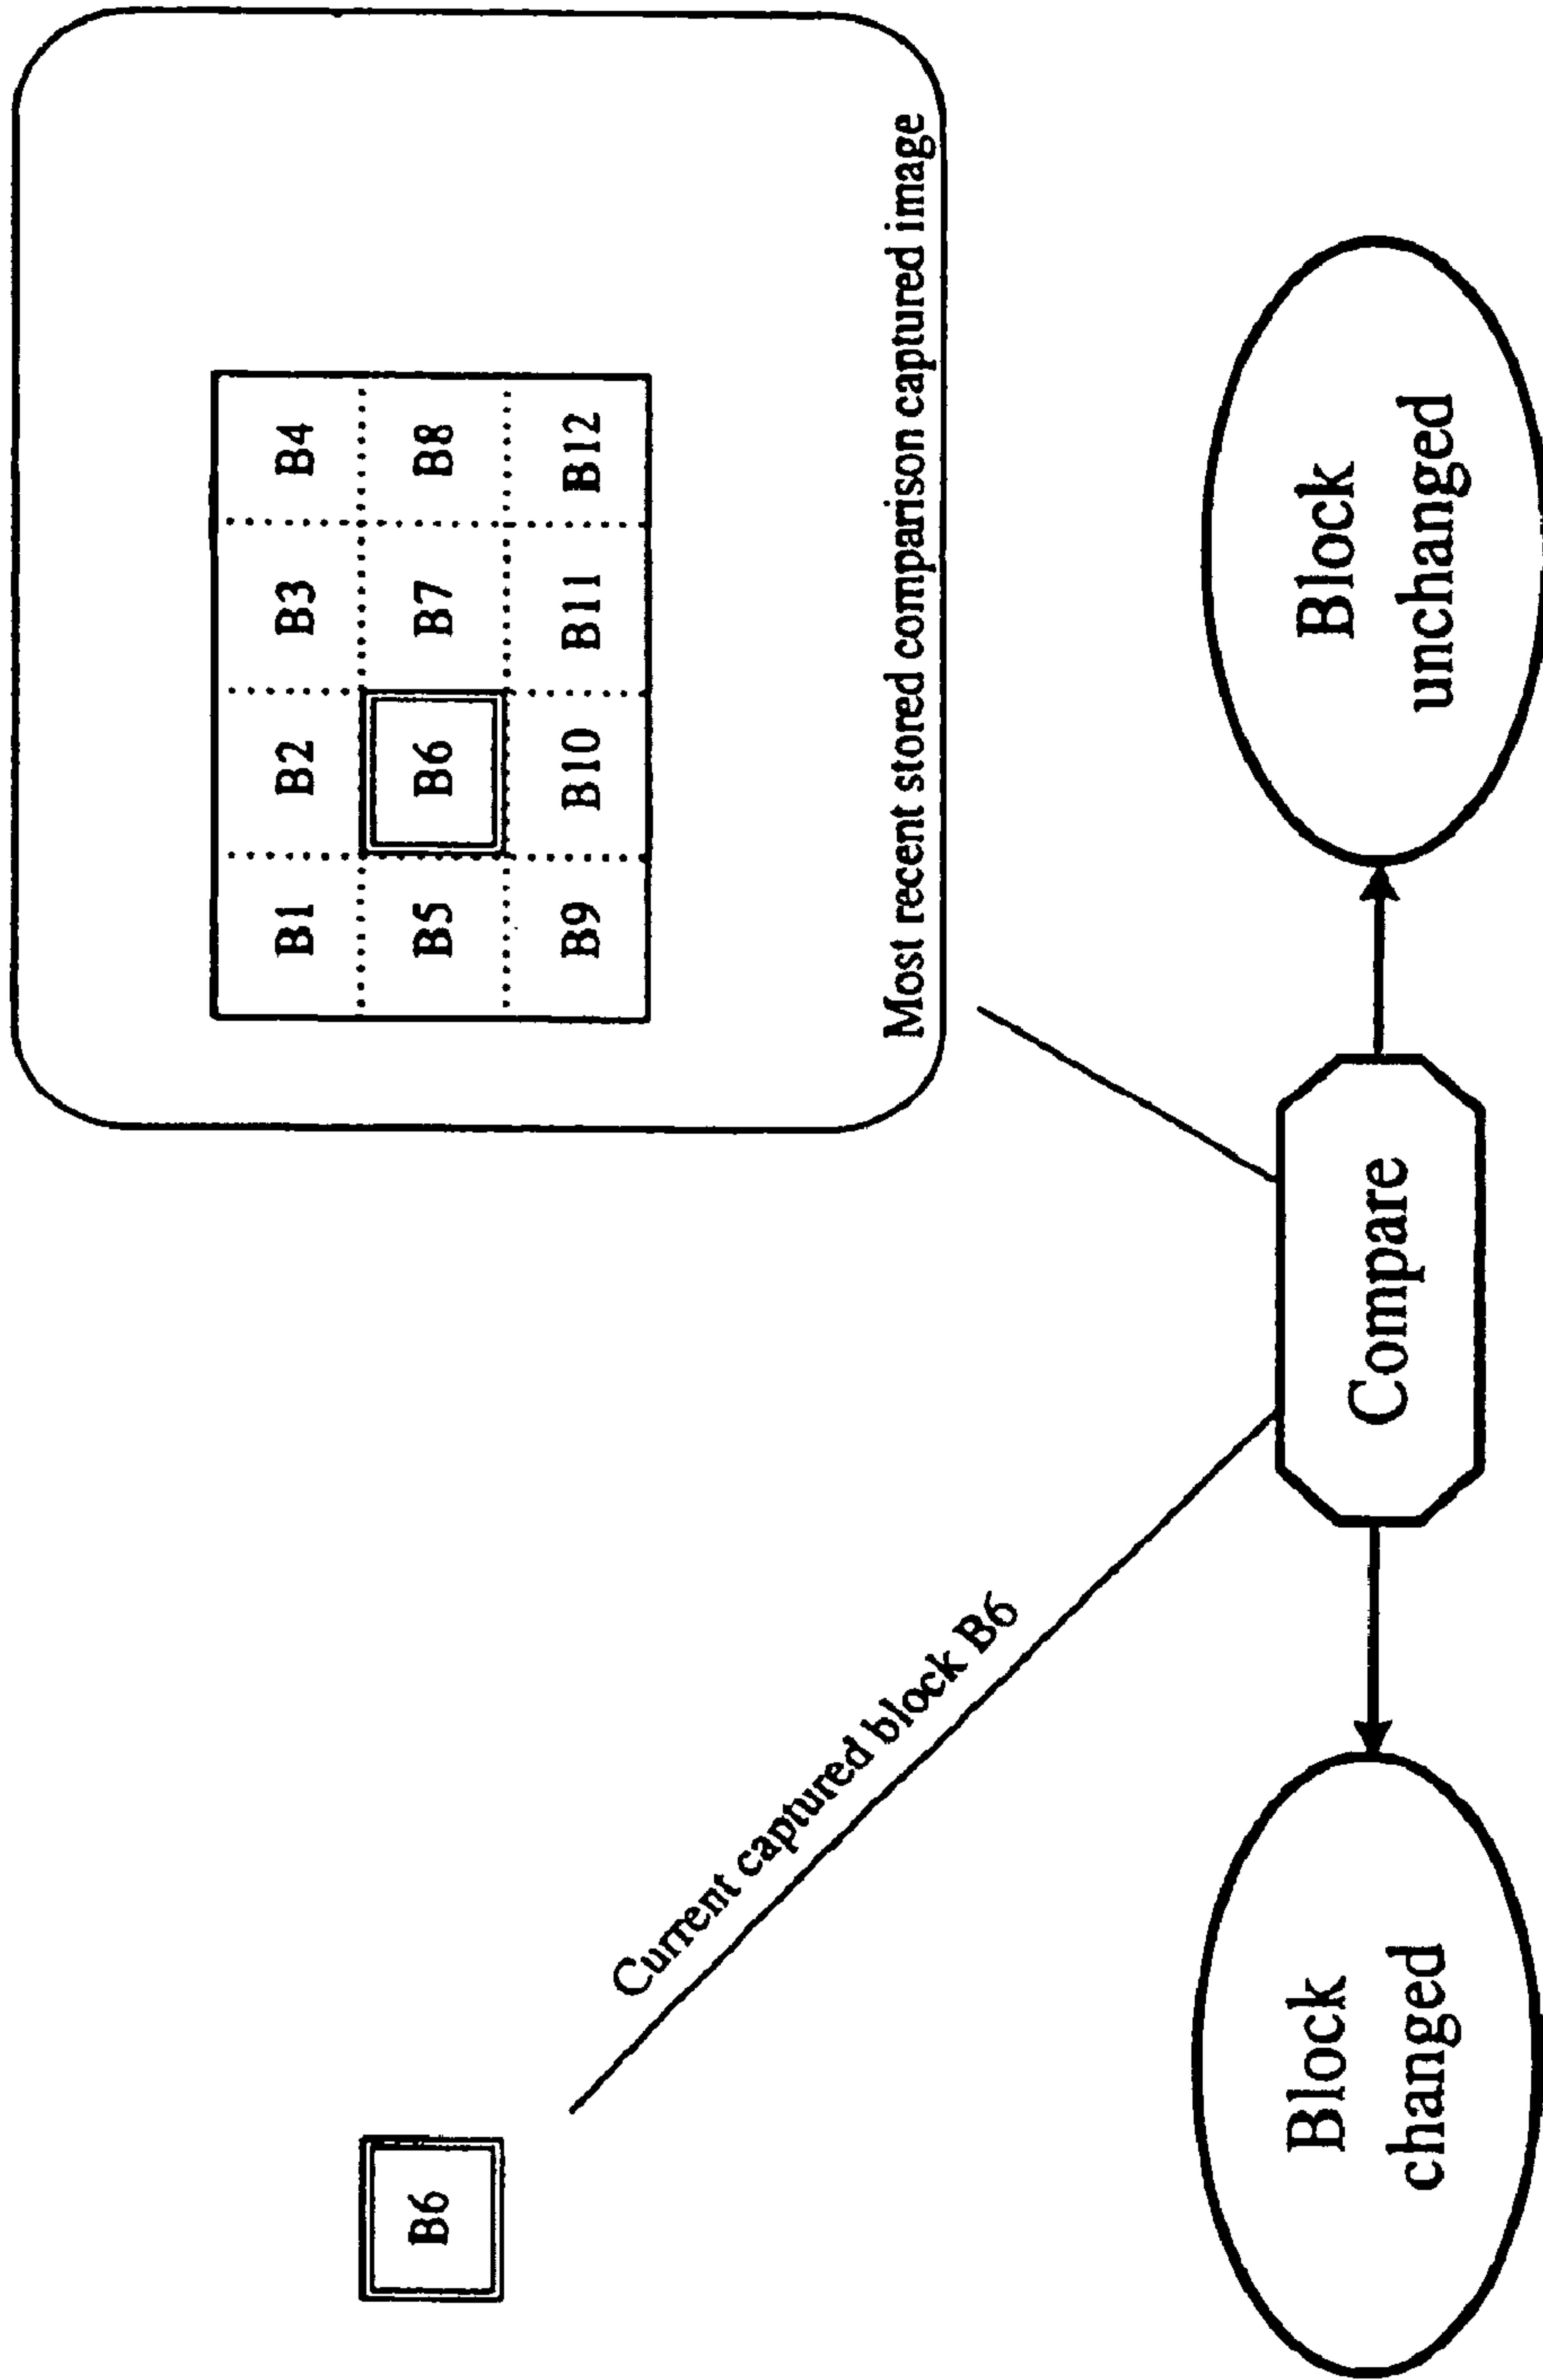 B6
B1 B2 B3 B4
B5 B6 B7 B8
B9 B10 B11 B12
Most recent stored comparison captured image
Current captured block B6
Compare
Block
changed
Block
unchanged